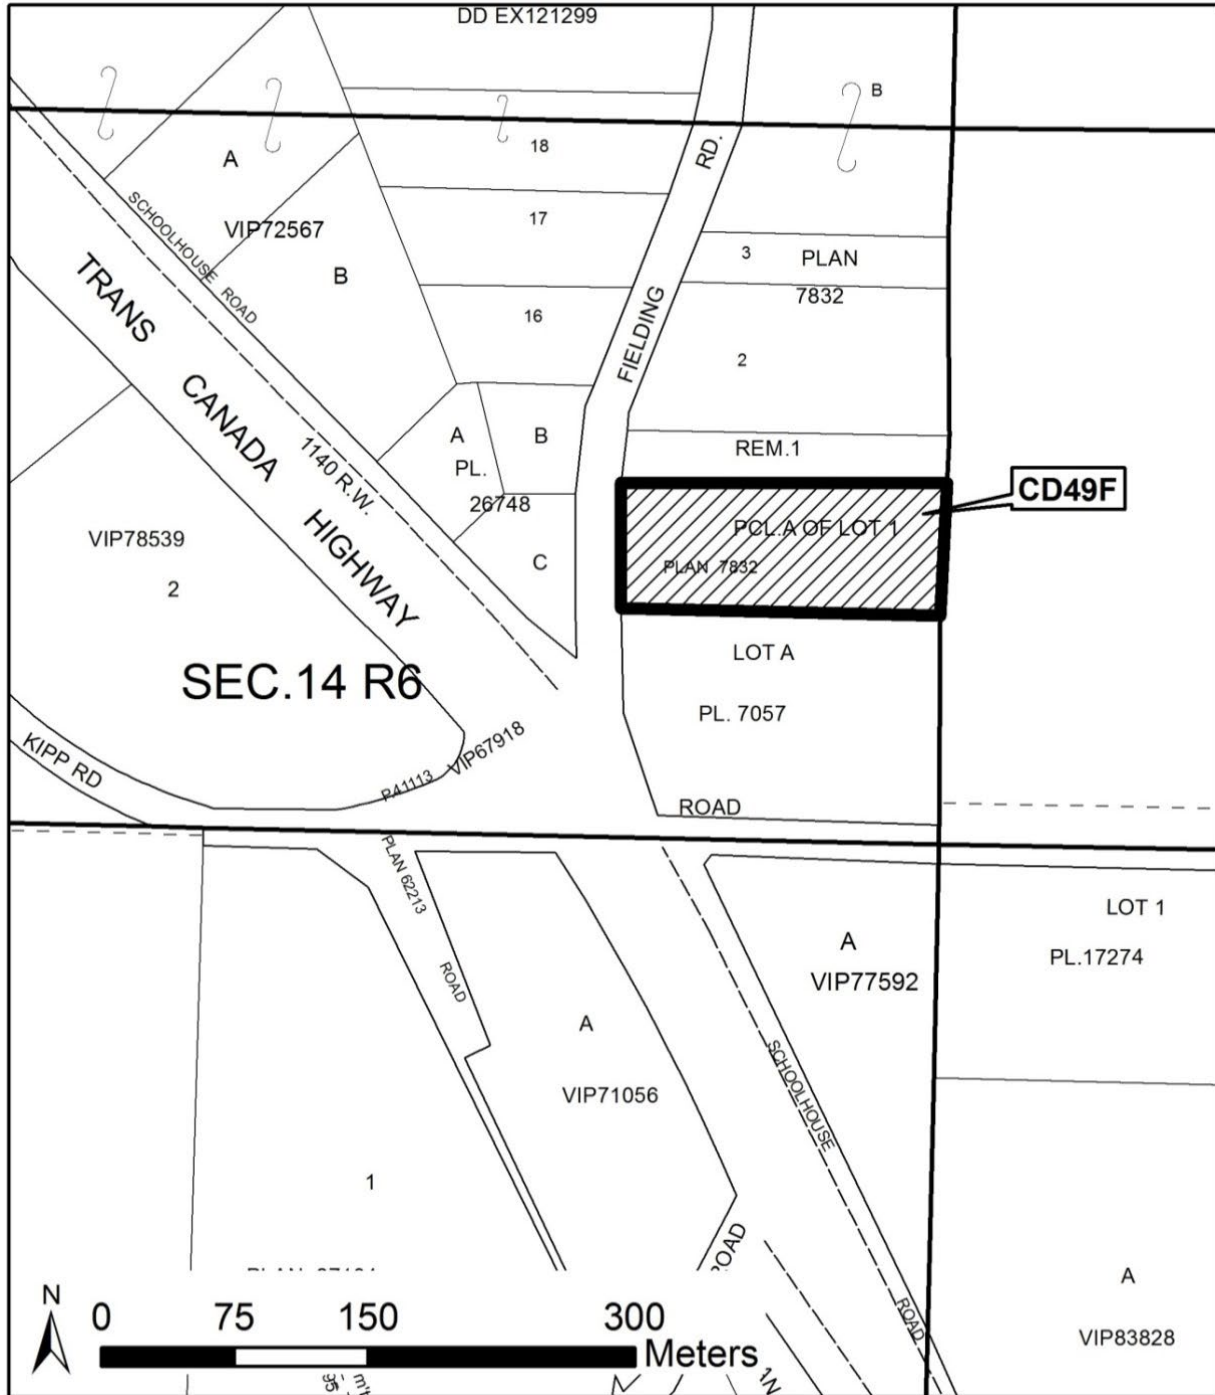 DD EX121299
B
18
RD.
A
17
SCHOOLHOUSE ROAD
VIP72567
3
PLAN
7832
B
TRANS
CANADA
HIGHWAY
16
FIELDING
2
1140 R.W.
A
B
REM.1
PL.
26748
CD49F
VIP78539
PCL.A OF LOT 1
PLAN 7832
C
2
LOT A
SEC.14 R6
PL. 7057
KIPP RD
VIP67918
P.41113
ROAD
PLAN 62213
ROAD
LOT 1
A
PL.17274
VIP77592
A
SCHOOLHOUSE
VIP71056
1
ROAD
A
ROAD
VIP83828
N
0 75 150 300
Meters